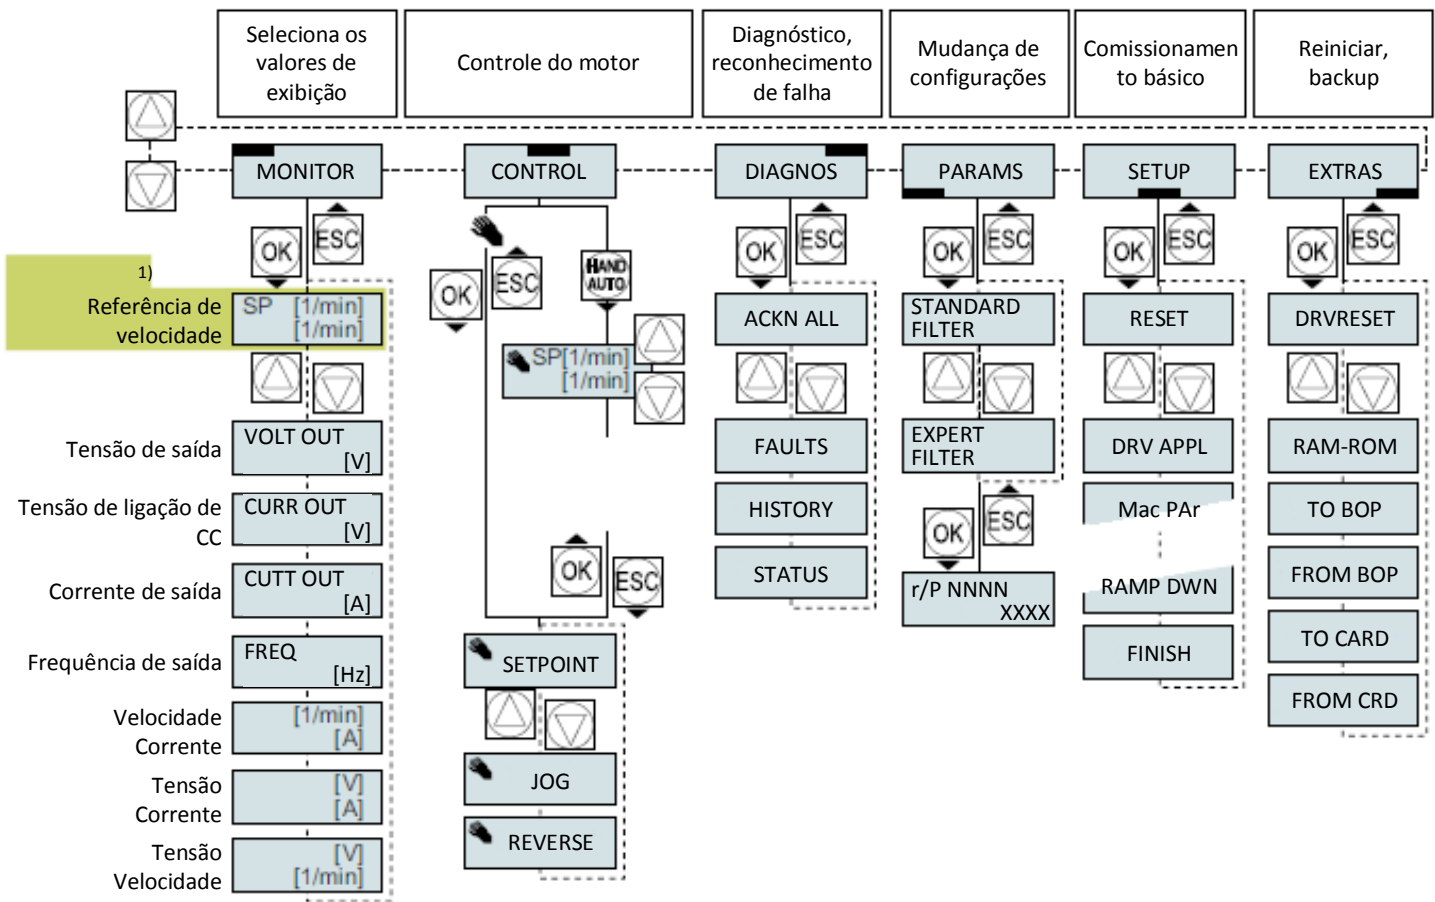 Seleciona os
valores de
exibição
Controle do motor
Diagnóstico,
reconhecimento
de falha
Mudança de
configurações
Comissionamen
to básico
Reiniciar,
backup
MONITOR
CONTROL
DIAGNOS
PARAMS
SETUP
EXTRAS
OK
ESC
OK
ESC
HAND
AUTO
OK
ESC
OK
ESC
OK
ESC
OK
ESC
1)
Referência de
velocidade
SP [1/min]
[1/min]
Tensão de saída
VOLT OUT
[V]
Tensão de ligação de
CC
CURR OUT
[V]
Corrente de saída
CUTT OUT
[A]
Frequência de saída
FREQ
[Hz]
Velocidade
Corrente
[1/min]
[A]
Tensão
Corrente
[V]
[A]
Tensão
Velocidade
[V]
[1/min]
SP[1/min]
[1/min]
OK
ESC
SETPOINT
JOG
REVERSE
ACKN ALL
FAULTS
HISTORY
STATUS
STANDARD
FILTER
EXPERT
FILTER
OK
ESC
r/P NNNN
XXXX
RESET
DRV APPL
Mac PAr
RAMP DWN
FINISH
DRVRESET
RAM-ROM
TO BOP
FROM BOP
TO CARD
FROM CRD